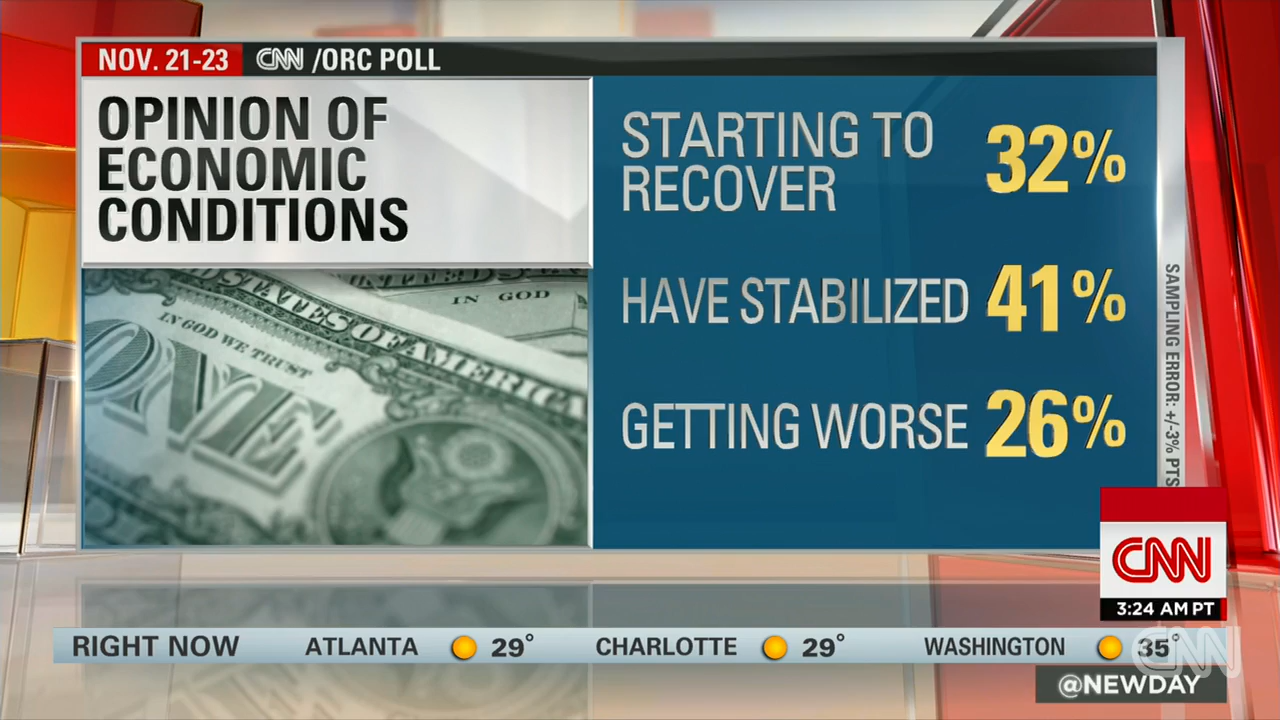 NOV. 21-23 CNN /ORC POLL
OPINION OF
ECONOMIC
CONDITIONS
STARTING TO
RECOVER
32%
HAVE STABILIZED 41%
GETTING WORSE 26%
SAMPLING ERROR: +/-3% PTS
UNITED STATES
IN GOD
STATES OF AMERICA
IN GOD WE TRUST
ONE
CNN
3:24 AM PT
RIGHT NOW ATLANTA 29° CHARLOTTE 29° WASHINGTON 35°
CNN
@NEWDAY